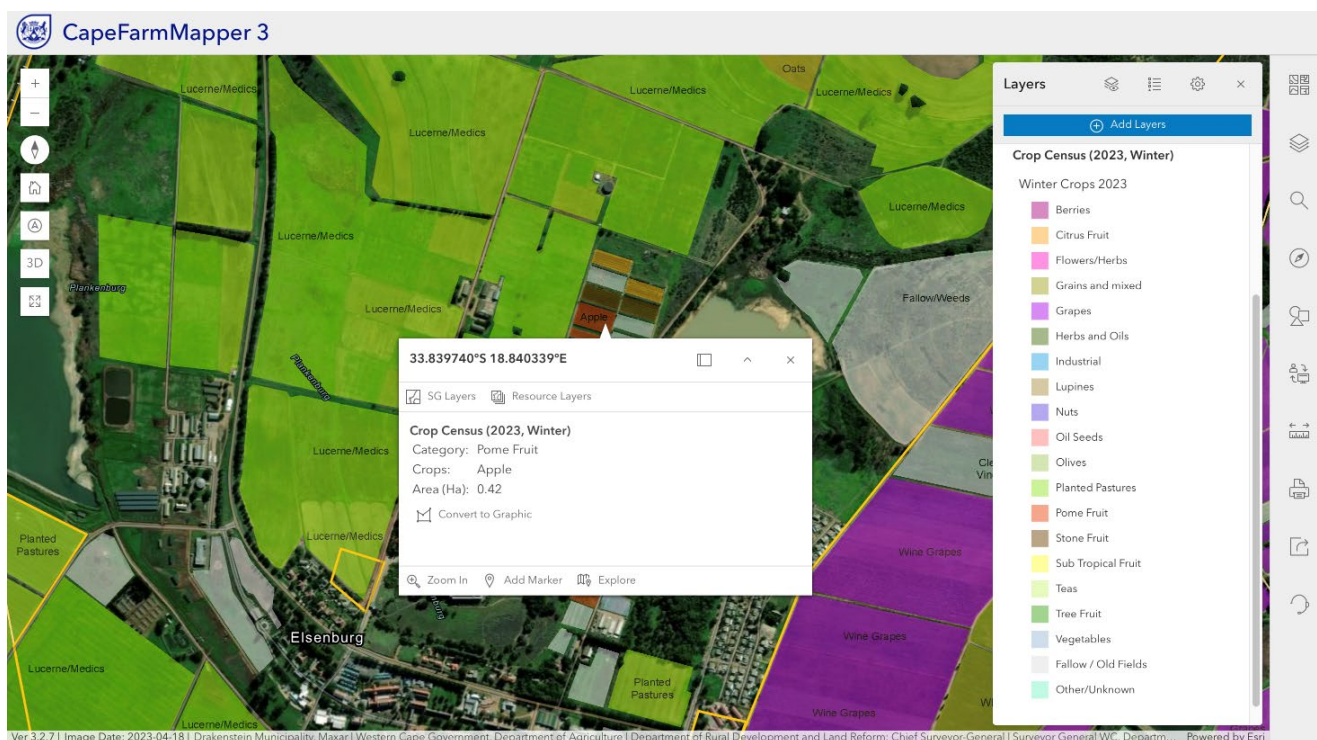 CapeFarmMapper 3
Oats
Lucerne/Medics
Lucerne/Medics
Lucerne/Medics
Lucerne/Medics
Lucerne/Medics
Lucerne/Medics
Plankenburg
Fallow/Weeds
Lucerne/Medics
Apple
Plankenburg
Lucerne/Medics
Planted
Pastures
Lucerne/Medics
Wine Grapes
Elsenburg
Wine Grapes
Lucerne/Medics
Planted
Pastures
Wine Grapes
Lucerne/Medics
3D
33.839740°S 18.840339°E
SG Layers Resource Layers
Crop Census (2023, Winter)
Category: Pome Fruit
Crops: Apple
Area (Ha): 0.42
Convert to Graphic
Zoom In Add Marker Explore
Layers
Add Layers
Crop Census (2023, Winter)
Winter Crops 2023
Berries
Citrus Fruit
Flowers/Herbs
Grains and mixed
Grapes
Herbs and Oils
Industrial
Lupines
Nuts
Oil Seeds
Olives
Planted Pastures
Pome Fruit
Stone Fruit
Sub Tropical Fruit
Teas
Tree Fruit
Vegetables
Fallow / Old Fields
Other/Unknown
Ver 3.2.7 | Image Date: 2023-04-18 | Drakenstein Municipality, Maxar | Western Cape Government, Department of Agriculture | Department of Rural Development and Land Reform: Chief Surveyor-General | Surveyor General WC, Departm... Powered by Esri